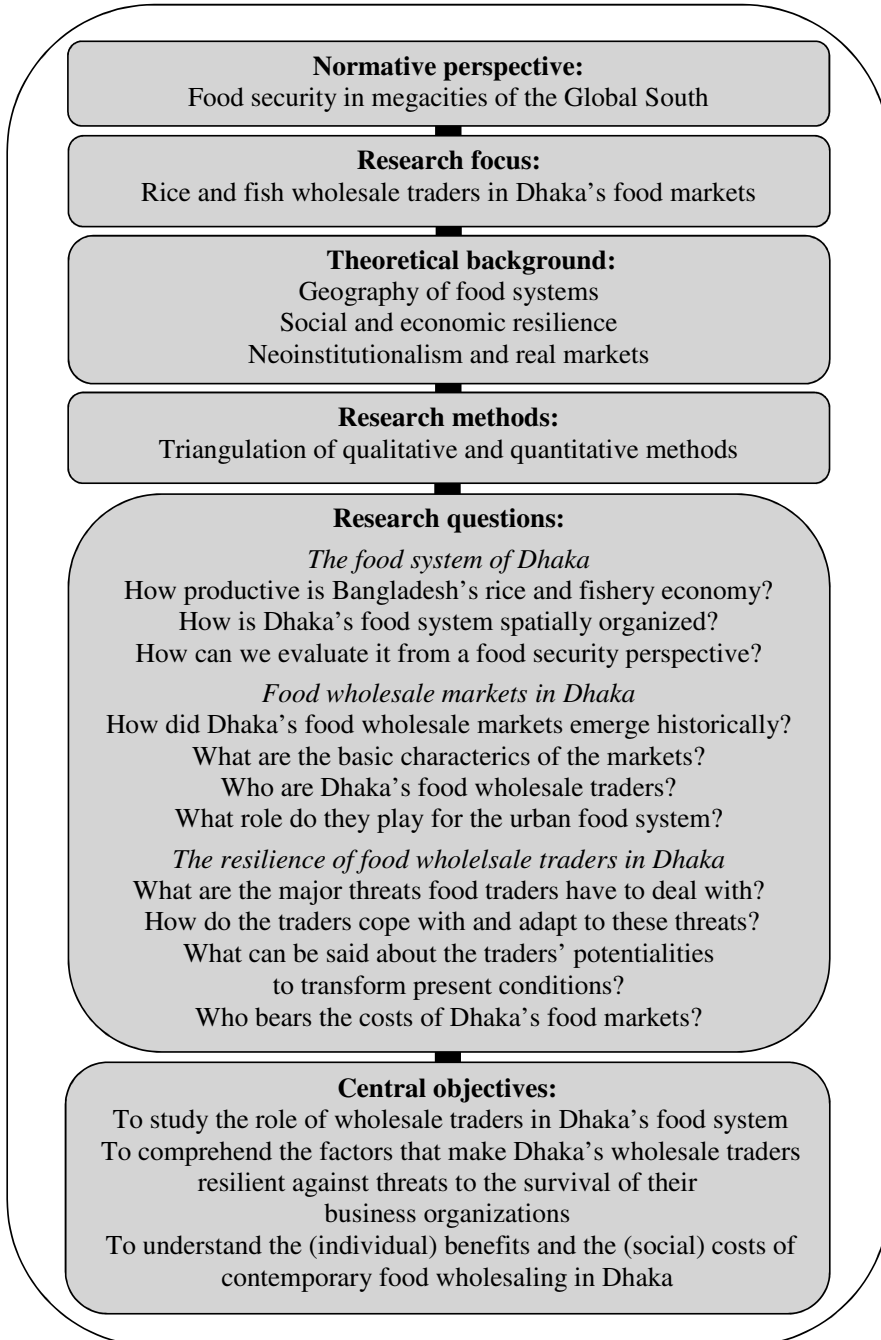 Normative perspective:
Food security in megacities of the Global South
Research focus:
Rice and fish wholesale traders in Dhaka’s food markets
Theoretical background:
Geography of food systems
Social and economic resilience
Neoinstitutionalism and real markets
Research methods:
Triangulation of qualitative and quantitative methods
Research questions:
The food system of Dhaka
How productive is Bangladesh’s rice and fishery economy?
How is Dhaka’s food system spatially organized?
How can we evaluate it from a food security perspective?
Food wholesale markets in Dhaka
How did Dhaka’s food wholesale markets emerge historically?
What are the basic characterics of the markets?
Who are Dhaka’s food wholesale traders?
What role do they play for the urban food system?
The resilience of food wholelsale traders in Dhaka
What are the major threats food traders have to deal with?
How do the traders cope with and adapt to these threats?
What can be said about the traders’ potentialities
to transform present conditions?
Who bears the costs of Dhaka’s food markets?
Central objectives:
To study the role of wholesale traders in Dhaka’s food system
To comprehend the factors that make Dhaka’s wholesale traders
resilient against threats to the survival of their
business organizations
To understand the (individual) benefits and the (social) costs of
contemporary food wholesaling in Dhaka